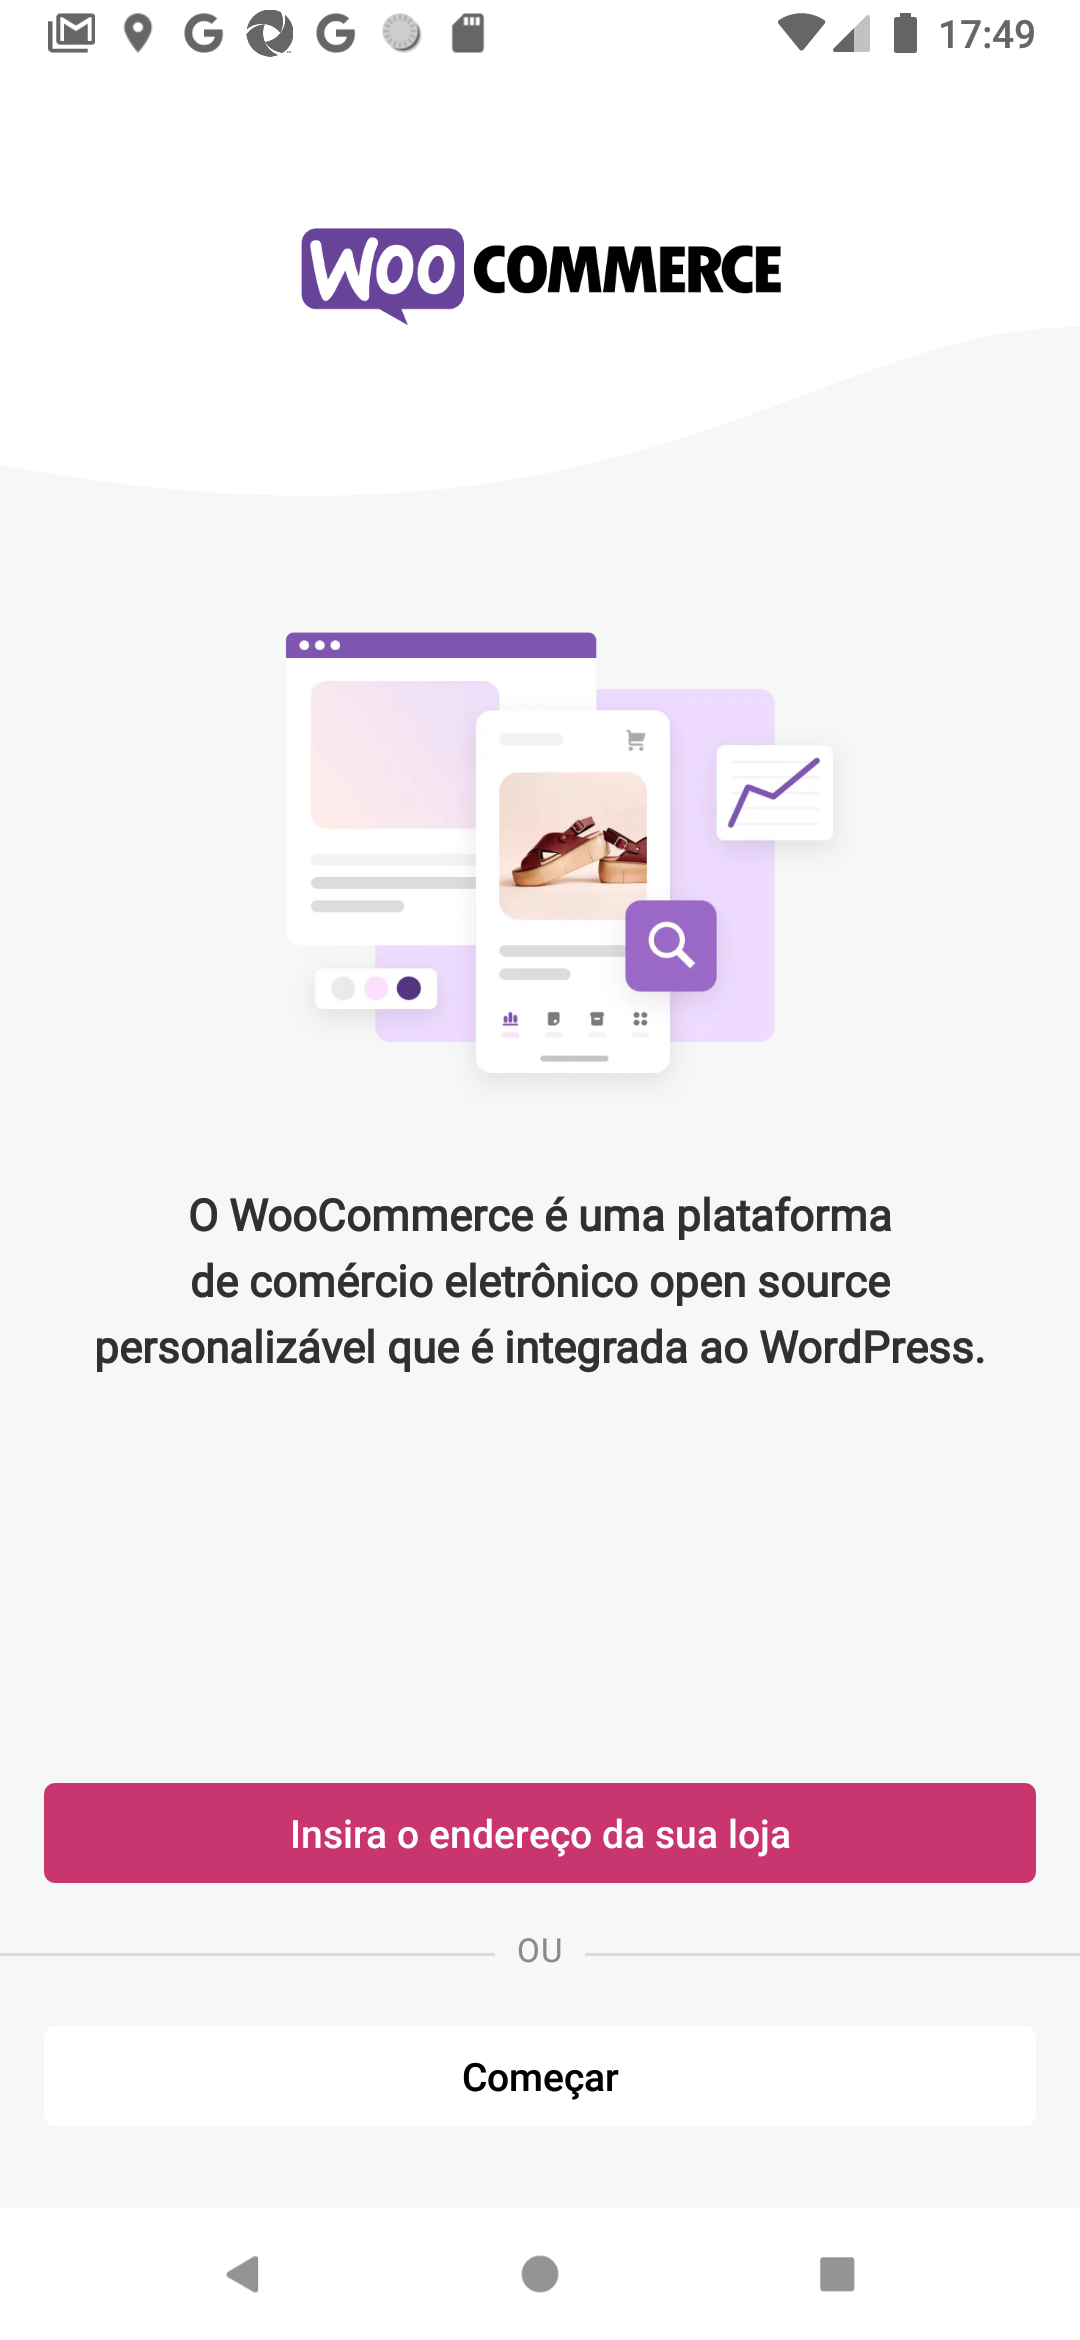 17:49
WOO COMMERCE
O WooCommerce é uma plataforma
de comércio eletrônico open source
personalizável que é integrada ao WordPress.
Insira o endereço da sua loja
OU
Começar